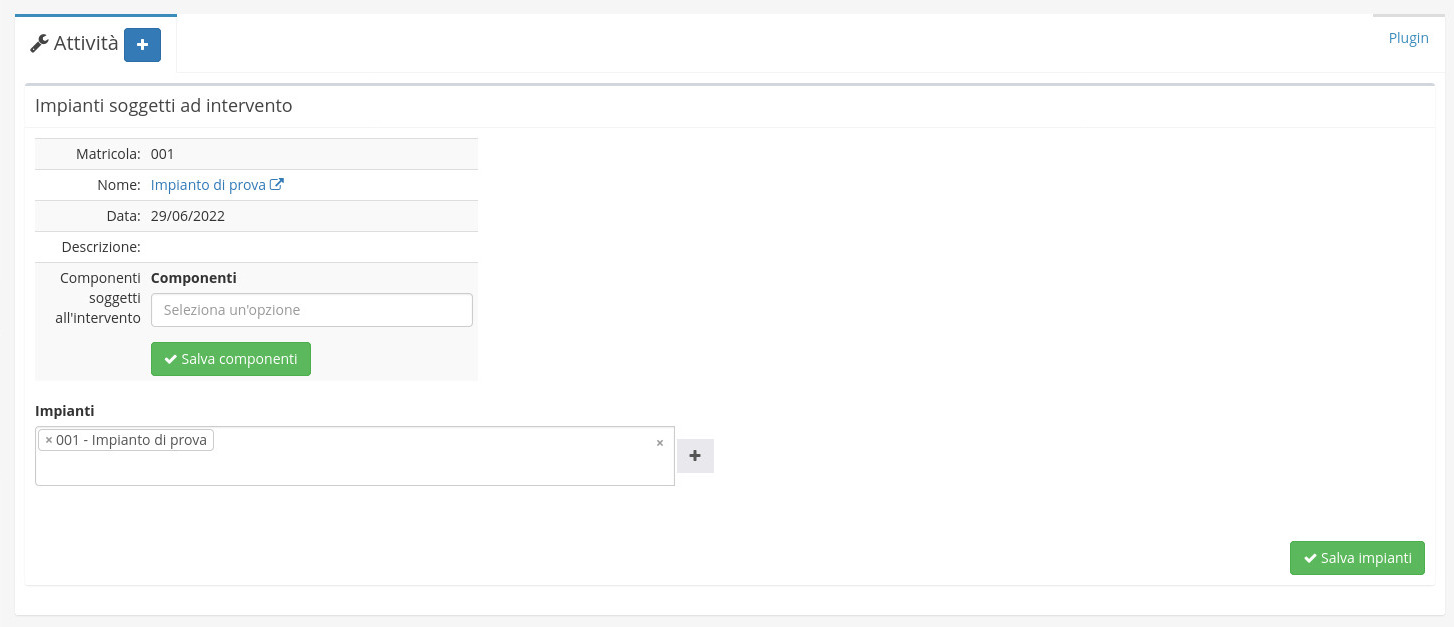 Attività
Plugin
Impianti soggetti ad intervento
Matricola: 001
Nome: Impianto di prova
Data: 29/06/2022
Descrizione:
Componenti soggetti all'intervento
Componenti
Seleziona un'opzione
Salva componenti
Impianti
× 001 - Impianto di prova ×
Salva impianti